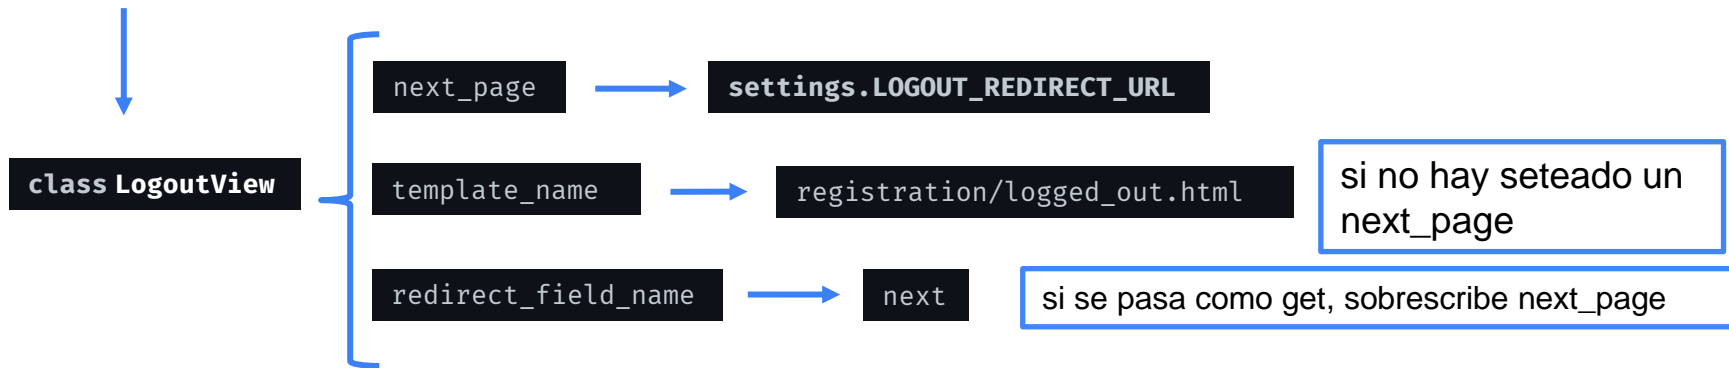 next_page
settings.LOGOUT_REDIRECT_URL
class LogoutView
template_name
registration/logged_out.html
si no hay seteado un
next_page
redirect_field_name
next
si se pasa como get, sobrescribe next_page